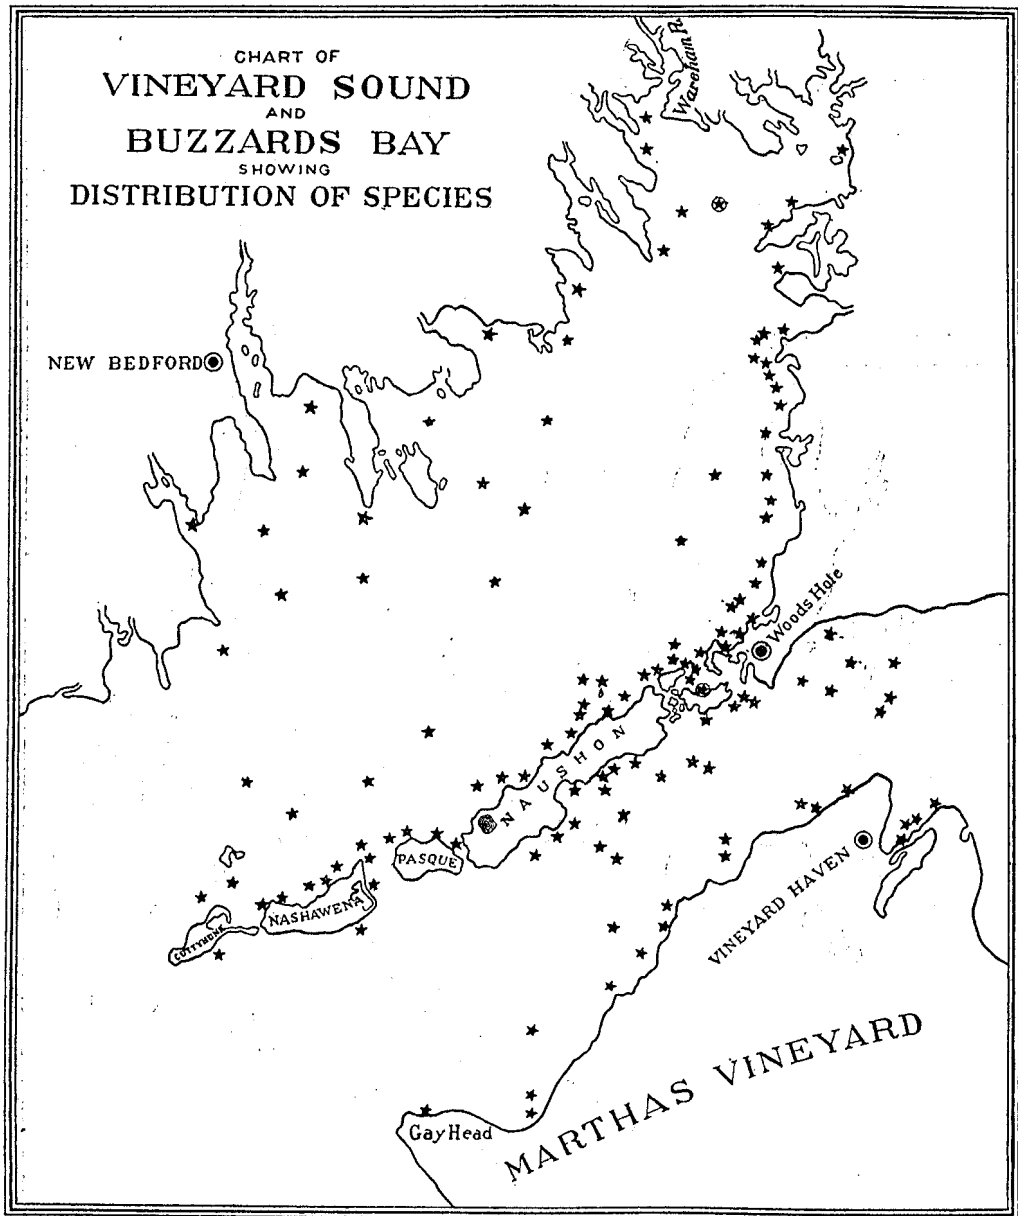 CHART OF
VINEYARD SOUND
AND
BUZZARDS BAY
SHOWING
DISTRIBUTION OF SPECIES
Wareham R.
NEW BEDFORD
Woods Hole
NAUSHON
PASQUE
NASHAWENA
CUTTYHUNK
VINEYARD HAVEN
MARTHAS VINEYARD
Gay Head